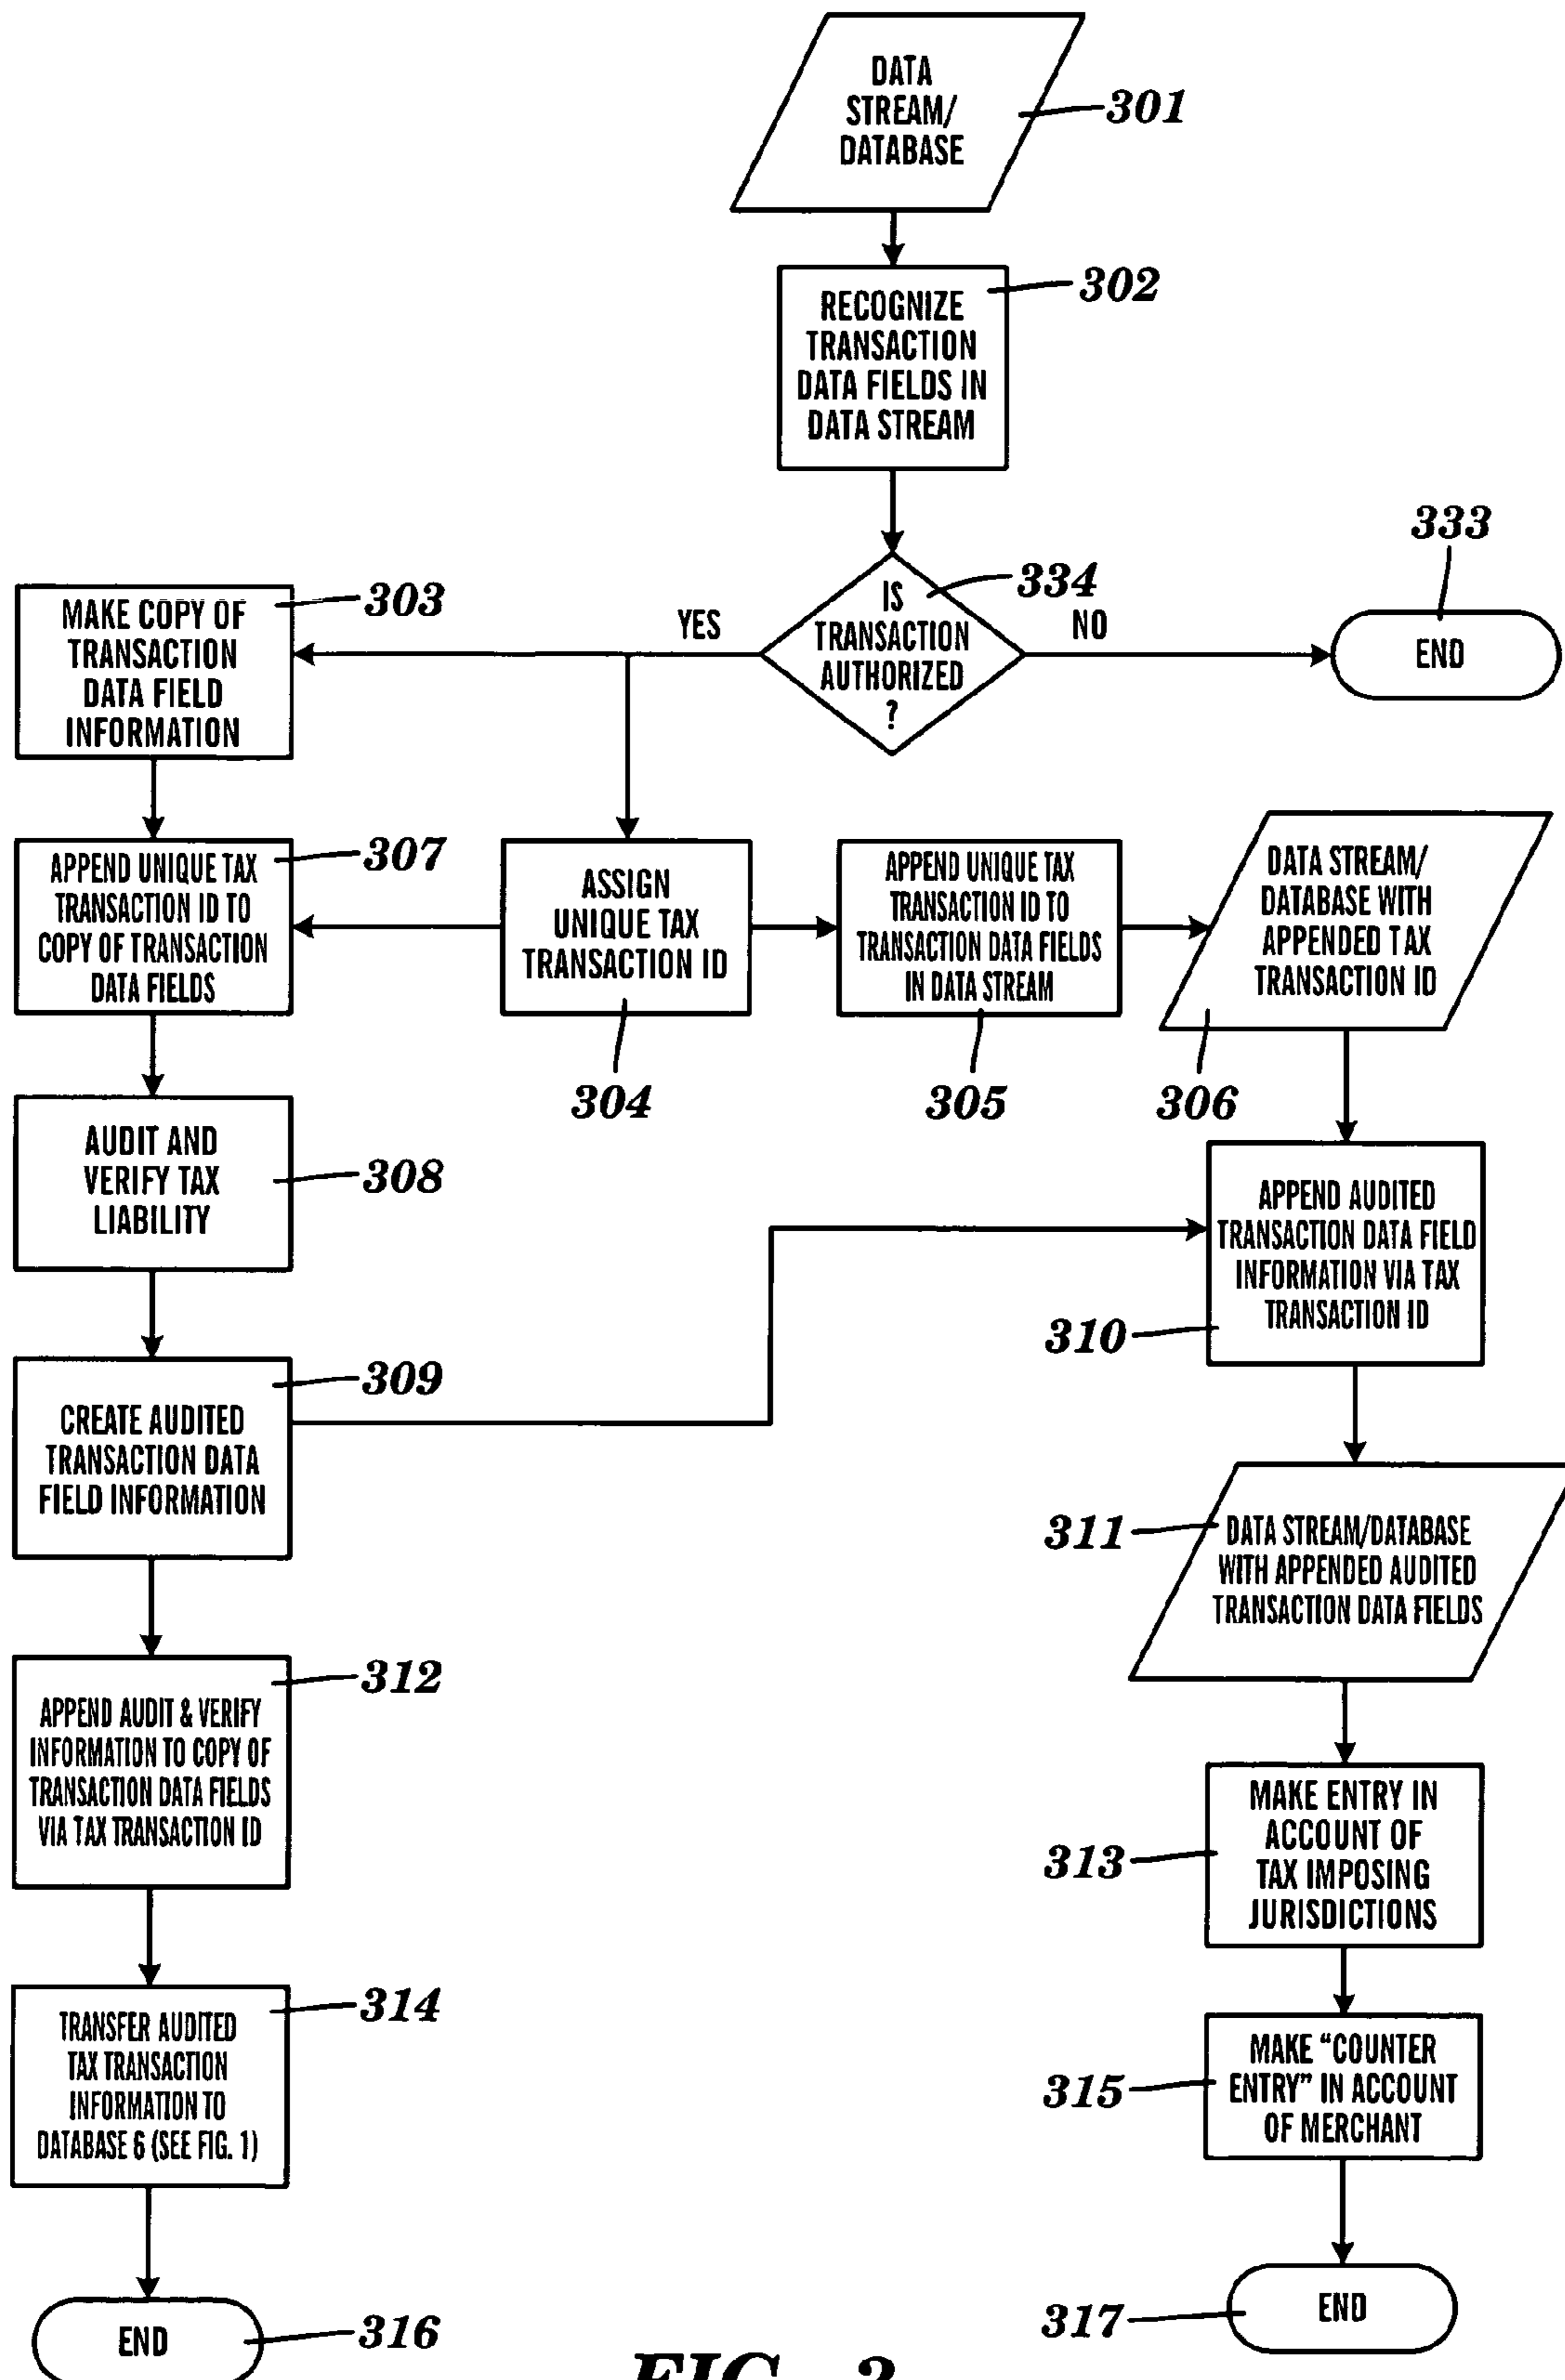 DATA
STREAM/
DATABASE
301
RECOGNIZE
TRANSACTION
DATA FIELDS IN
DATA STREAM
302
IS
TRANSACTION
AUTHORIZED
?
334
YES
NO
333
END
MAKE COPY OF
TRANSACTION
DATA FIELD
INFORMATION
303
APPEND UNIQUE TAX
TRANSACTION ID TO
COPY OF TRANSACTION
DATA FIELDS
307
ASSIGN
UNIQUE TAX
TRANSACTION ID
304
APPEND UNIQUE TAX
TRANSACTION ID TO
TRANSACTION DATA FIELDS
IN DATA STREAM
305
DATA STREAM/
DATABASE WITH
APPENDED TAX
TRANSACTION ID
306
AUDIT AND
VERIFY TAX
LIABILITY
308
APPEND AUDITED
TRANSACTION DATA FIELD
INFORMATION VIA TAX
TRANSACTION ID
310
CREATE AUDITED
TRANSACTION DATA
FIELD INFORMATION
309
311
DATA STREAM/DATABASE
WITH APPENDED AUDITED
TRANSACTION DATA FIELDS
APPEND AUDIT & VERIFY
INFORMATION TO COPY OF
TRANSACTION DATA FIELDS
VIA TAX TRANSACTION ID
312
MAKE ENTRY IN
ACCOUNT OF
TAX IMPOSING
JURISDICTIONS
313
TRANSFER AUDITED
TAX TRANSACTION
INFORMATION TO
DATABASE 6 (SEE FIG. 1)
314
MAKE “COUNTER
ENTRY” IN ACCOUNT
OF MERCHANT
315
END
316
317
END
FIG.